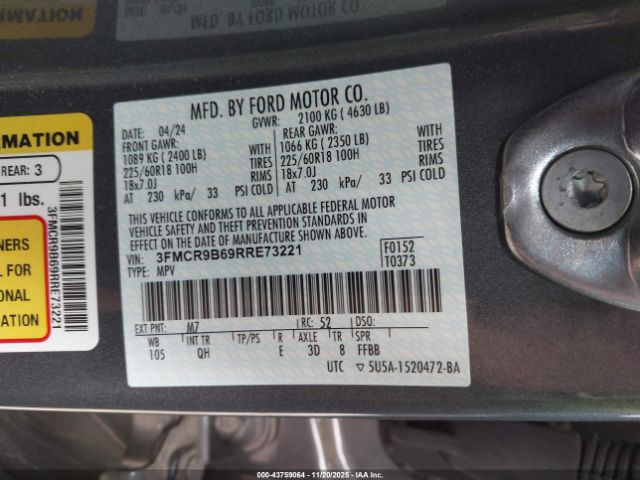 MFD. BY FORD MOTOR CO.
DATE: 04/24 GVWR: 2100 KG ( 4630 LB)
FRONT GAWR: REAR GAWR:
1089 KG ( 2400 LB) WITH 1066 KG ( 2350 LB) WITH
225/60R18 100H TIRES 225/60R18 100H TIRES
18x7.0J RIMS 18x7.0J RIMS
AT 230 kPa/ 33 PSI COLD AT 230 kPa/ 33 PSI COLD
THIS VEHICLE CONFORMS TO ALL APPLICABLE FEDERAL MOTOR
VEHICLE SAFETY AND THEFT PREVENTION STANDARDS IN
EFFECT ON THE DATE OF MANUFACTURE SHOWN ABOVE.
VIN: 3FMCR9B69RRE73221 F0152
TYPE: MPV T0373
EXT PNT: M7 RC: 52 DSO:
WB INT TR TP/PS R AXLE TR SPR
105 QH E 3D 8 FFBB
UTC ▽ 5U5A-1520472-BA
ORMATION
REAR: 3
1 lbs.
NERS
L FOR
ONAL
ATION
3FMCR9B69RRE73221
IAAI STOCK: ~43759064 | 11/20/2025 | IAAI.COM